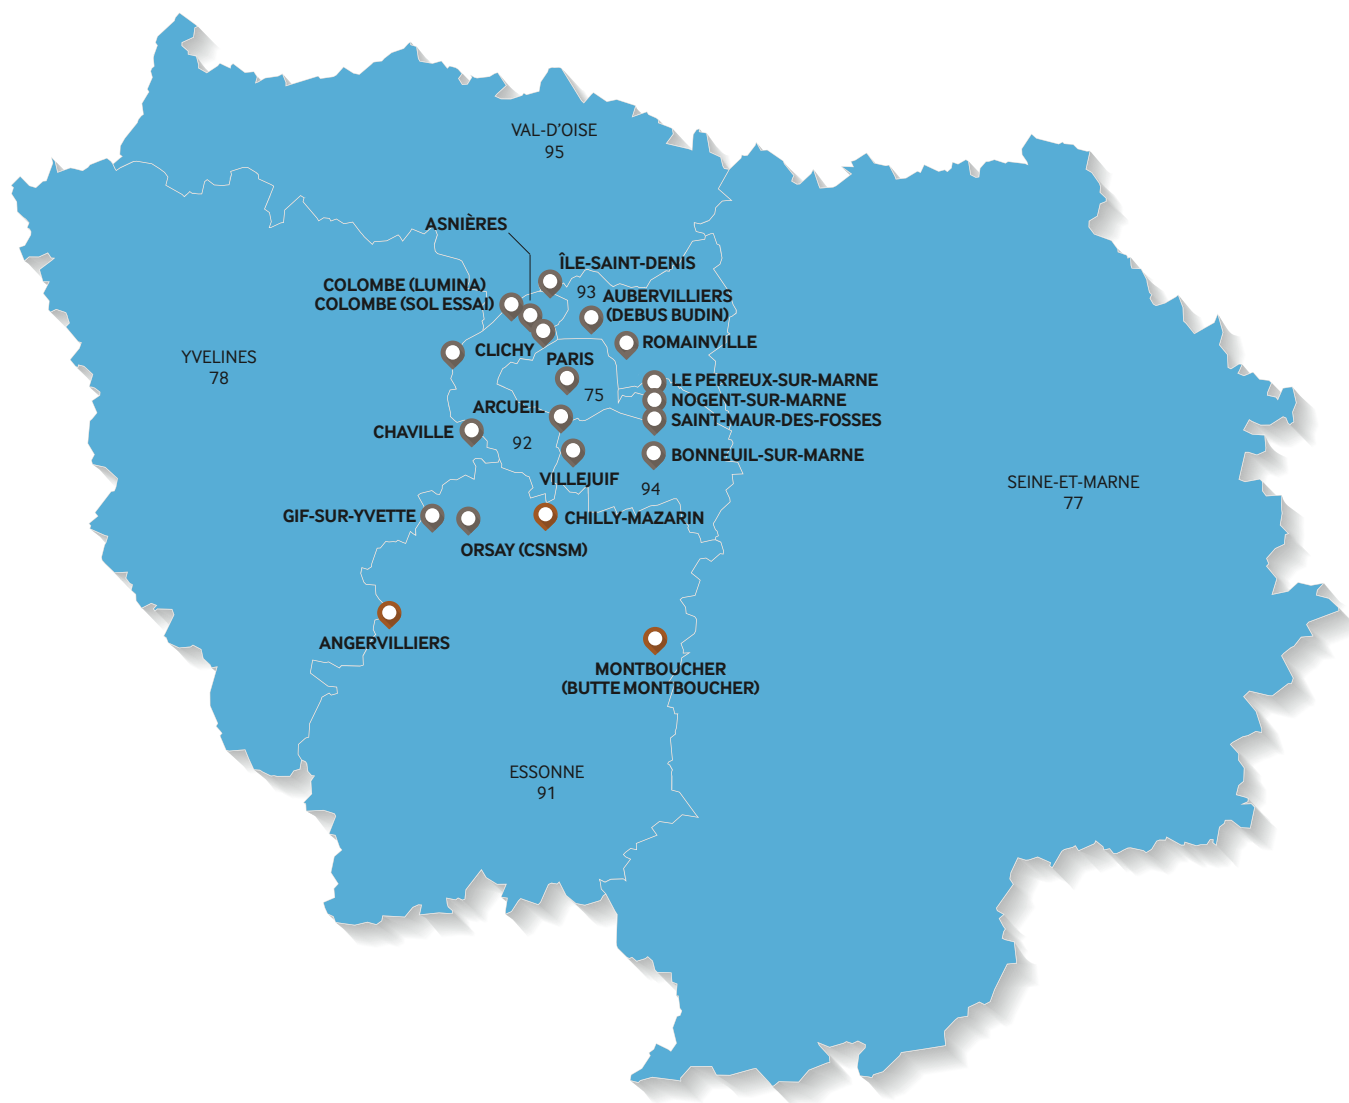 VAL-D'OISE
95
ASNIÈRES
ÎLE-SAINT-DENIS
COLOMBE (LUMINA)
COLOMBE (SOL ESSAI)
93
AUBERVILLIERS
(DEBUS BUDIN)
CLICHY
ROMAINVILLE
YVELINES
78
PARIS
75
LE PERREUX-SUR-MARNE
NOGENT-SUR-MARNE
SAINT-MAUR-DES-FOSSES
ARCUEIL
CHAVILLE
92
BONNEUIL-SUR-MARNE
VILLEJUIF
94
SEINE-ET-MARNE
77
GIF-SUR-YVETTE
CHILLY-MAZARIN
ORSAY (CSNSM)
ANGERVILLIERS
MONTBOUCHER
(BUTTE MONTBOUCHER)
ESSONNE
91